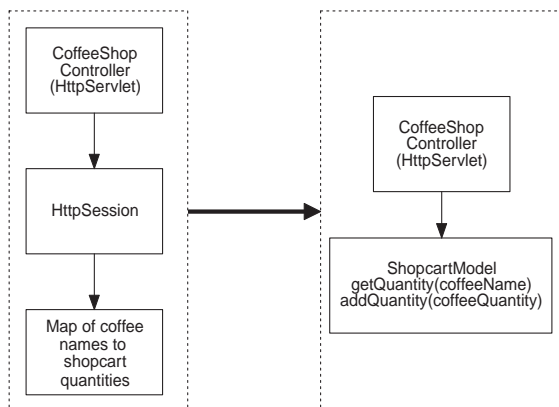 CoffeeShop
Controller
(HttpServlet)
HttpSession
Map of coffee
names to
shopcart
quantities
CoffeeShop
Controller
(HttpServlet)
ShopcartModel
getQuantity(coffeeName)
addQuantity(coffeeQuantity)